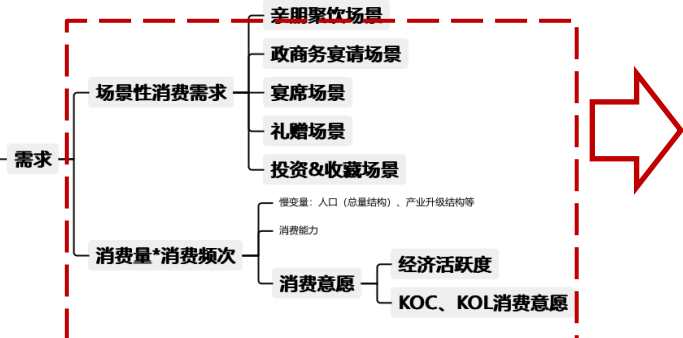 亲朋聚饮场景
政商务宴请场景
场景性消费需求
宴席场景
礼赠场景
需求
投资&收藏场景
慢变量：人口（总量结构）、产业升级结构等
消费能力
消费量*消费频次
消费意愿
经济活跃度
KOC、KOL消费意愿